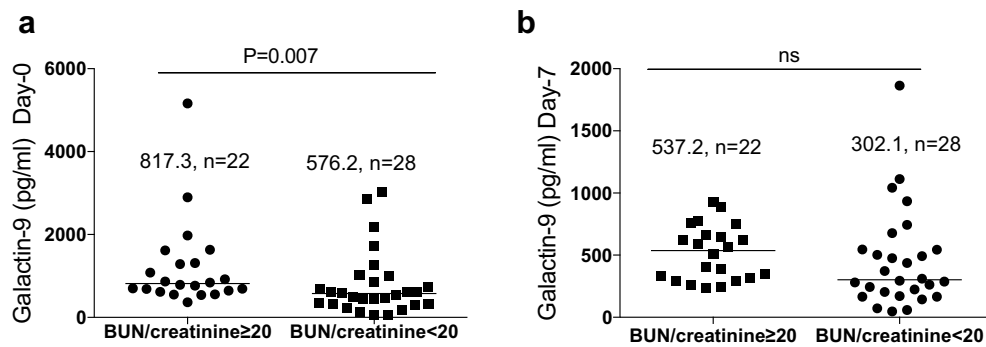 a
P=0.007
Galactin-9 (pg/ml) Day-0
6000
4000
2000
0
817.3, n=22
576.2, n=28
BUN/creatinine≥20
BUN/creatinine<20
b
ns
Galactin-9 (pg/ml) Day-7
2000
1500
1000
500
0
537.2, n=22
302.1, n=28
BUN/creatinine≥20
BUN/creatinine<20